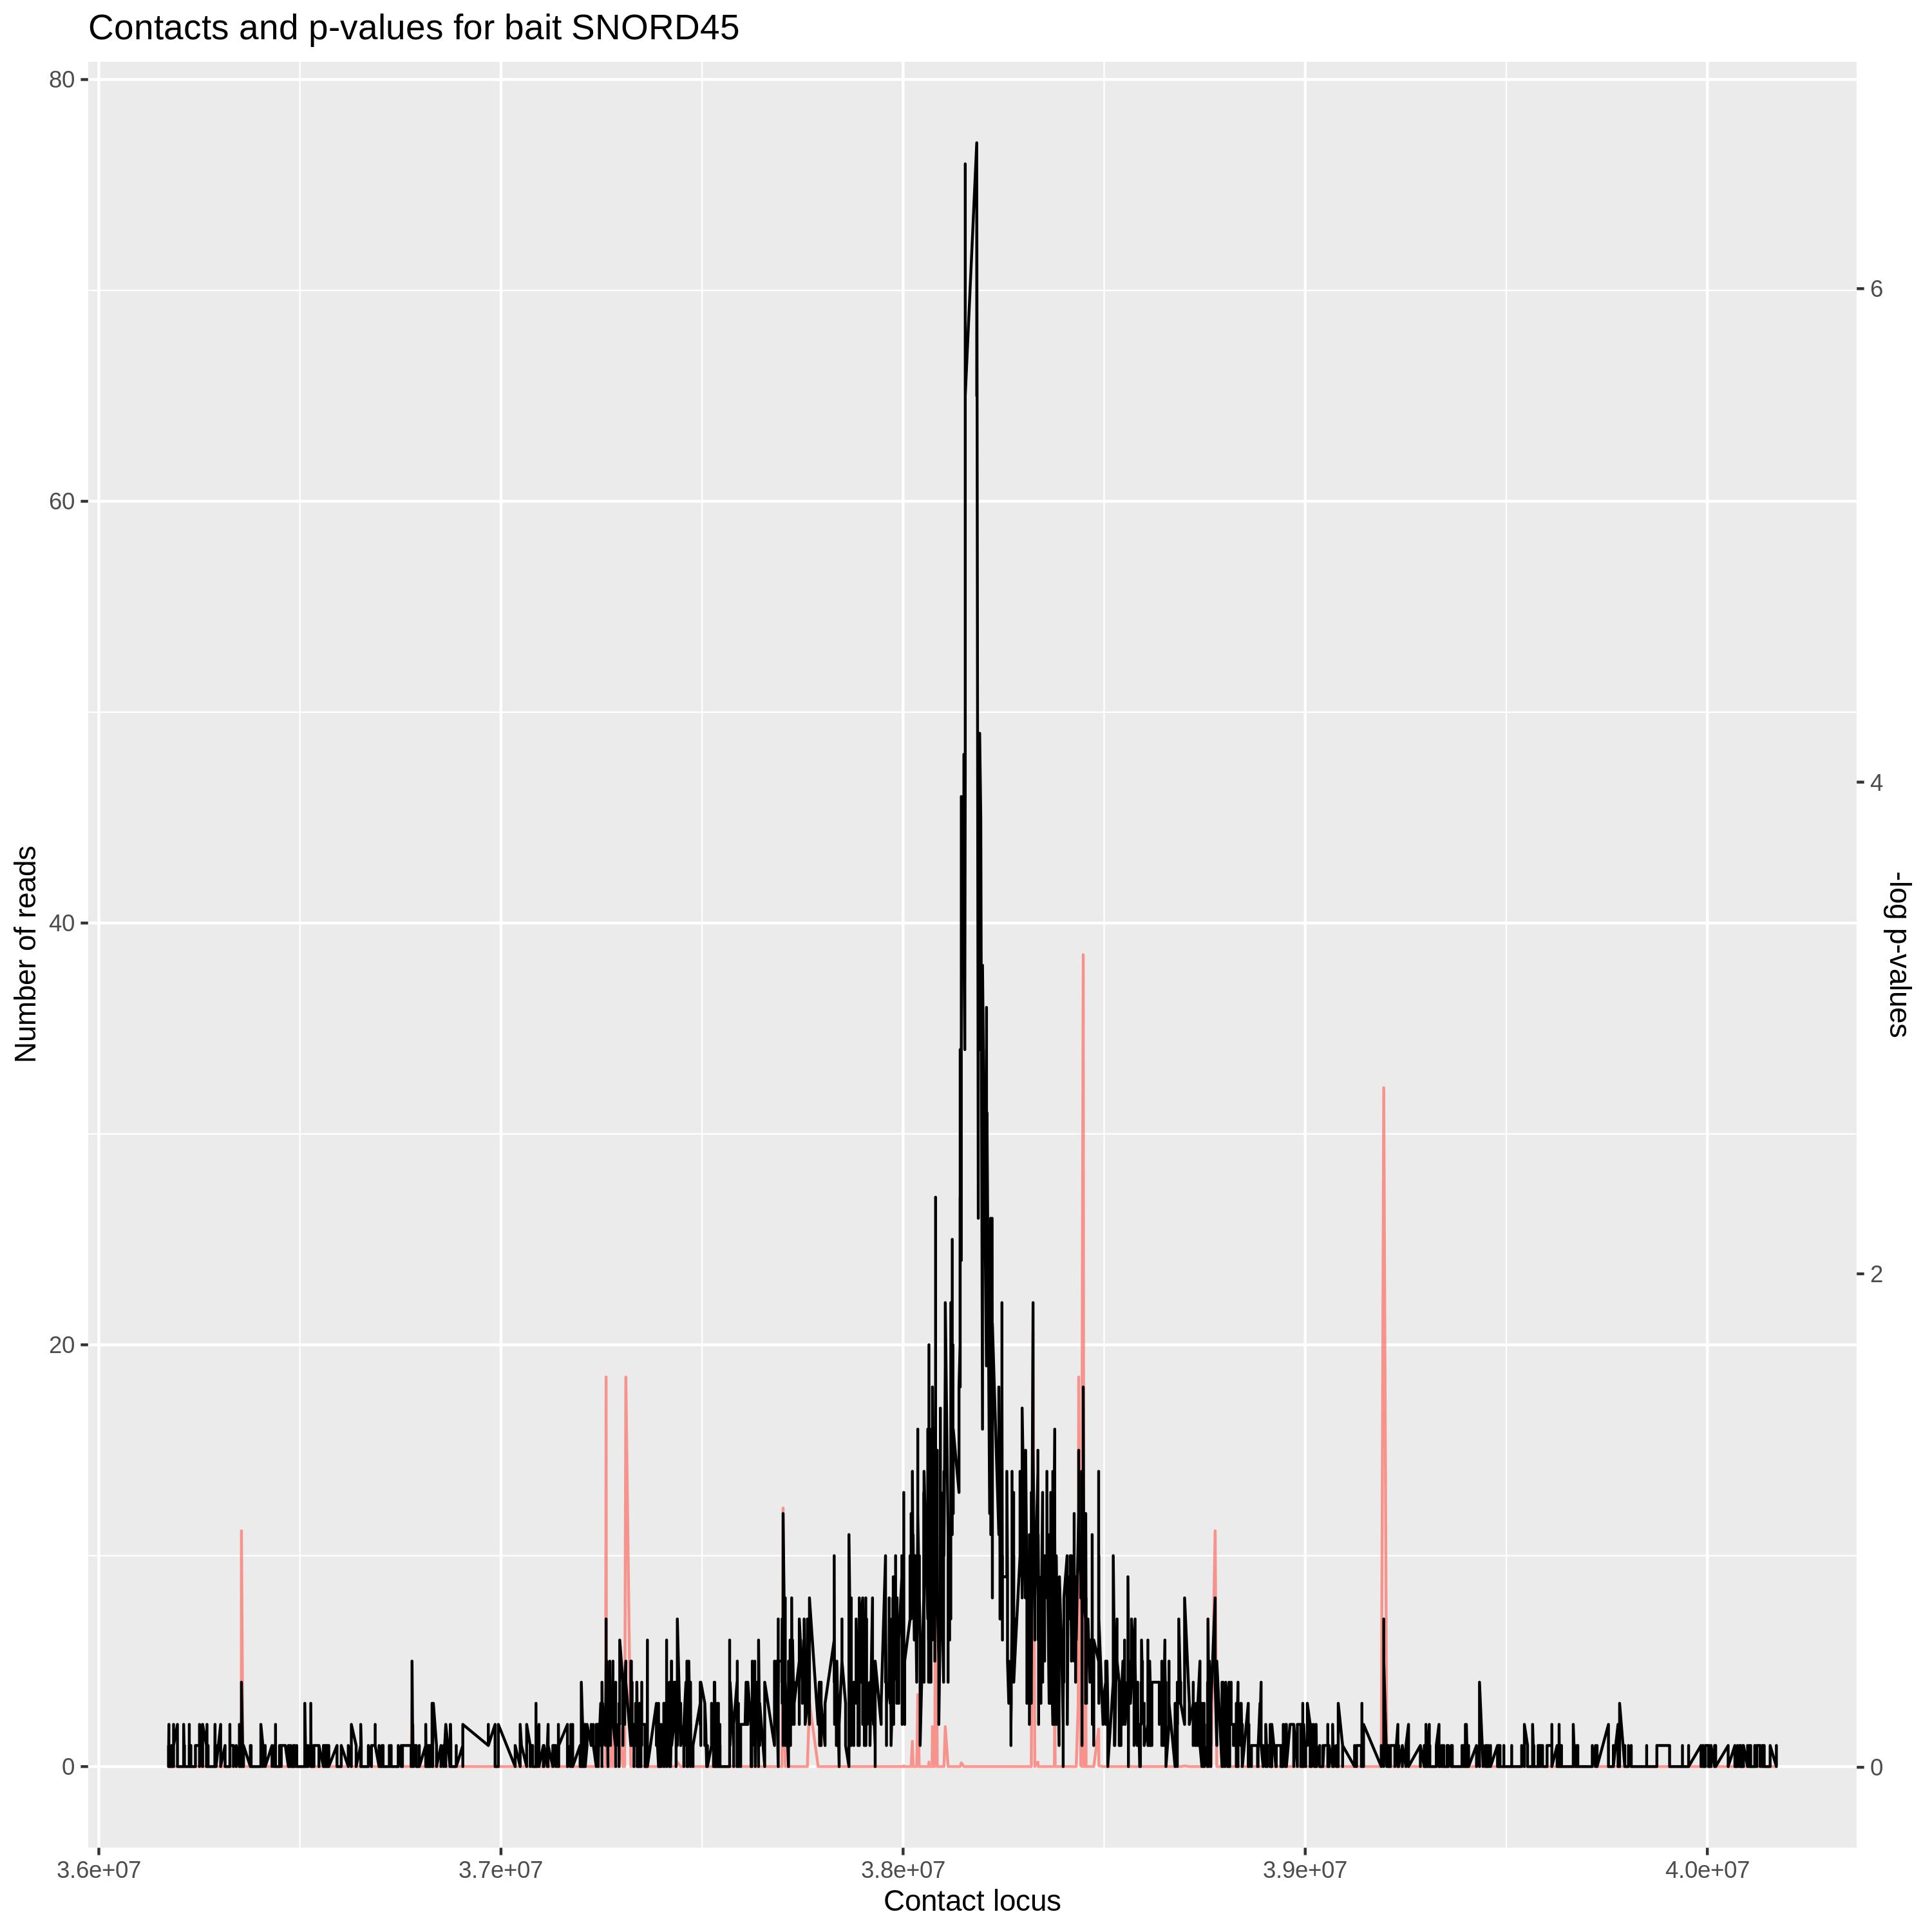 Contacts and p-values for bait SNORD45
80
60
40
20
0
Number of reads
6
4
2
0
-log p-values
3.6e+07 3.7e+07 3.8e+07 3.9e+07 4.0e+07
Contact locus